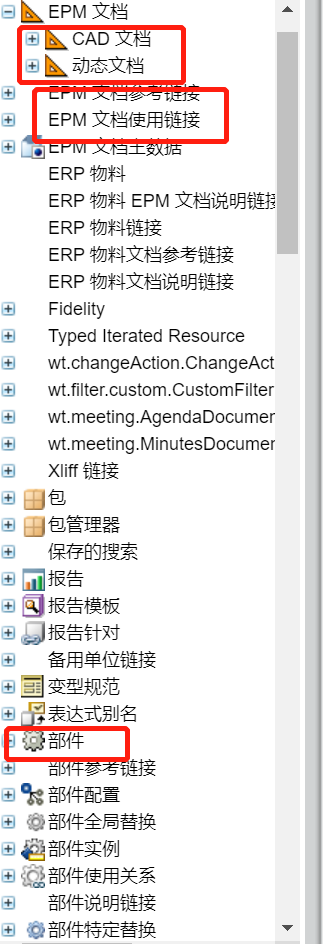 EPM 文档
CAD 文档
动态文档
EPM 文档参考链接
EPM 文档使用链接
EPM 文档主数据
ERP 物料
ERP 物料 EPM 文档说明链接
ERP 物料链接
ERP 物料文档参考链接
ERP 物料文档说明链接
Fidelity
Typed Iterated Resource
wt.changeAction.ChangeAct
wt.filter.custom.CustomFilter
wt.meeting.AgendaDocumer
wt.meeting.MinutesDocumer
Xliff 链接
包
包管理器
保存的搜索
报告
报告模板
报告针对
备用单位链接
变型规范
表达式别名
部件
部件参考链接
部件配置
部件全局替换
部件实例
部件使用关系
部件说明链接
部件特定替换